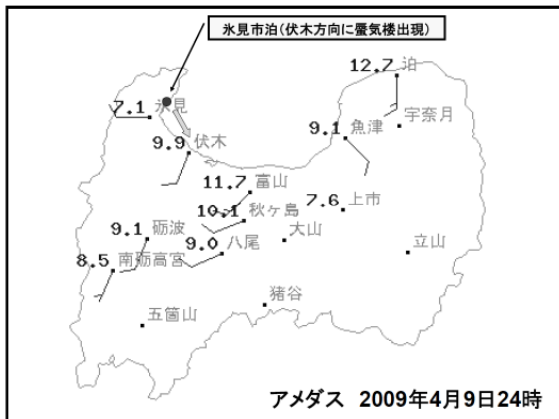 氷見市泊(伏木方向に蜃気楼出現)
12.7 泊
7.1 氷見
宇奈月
9.1 魚津
9.9 伏木
11.7 富山
7.6 上市
10.1 秋ヶ島
9.1 砺波
9.0 八尾
大山
立山
8.5 南砺高宮
猪谷
五箇山
アメダス 2009年4月9日24時